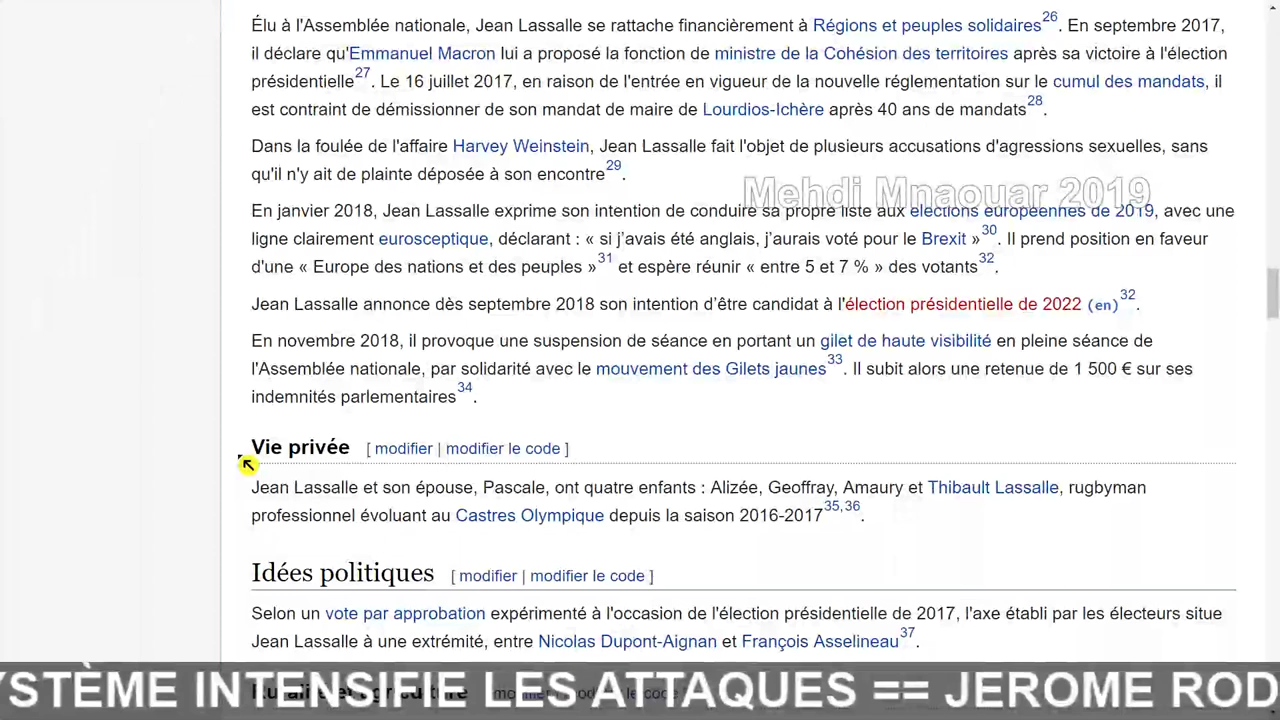 Élu à l'Assemblée nationale, Jean Lassalle se rattache financièrement à Régions et peuples solidaires26. En septembre 2017,
il déclare qu'Emmanuel Macron lui a proposé la fonction de ministre de la Cohésion des territoires après sa victoire à l'élection
présidentielle27. Le 16 juillet 2017, en raison de l'entrée en vigueur de la nouvelle réglementation sur le cumul des mandats, il
est contraint de démissionner de son mandat de maire de Lourdios-Ichère après 40 ans de mandats28.
Dans la foulée de l'affaire Harvey Weinstein, Jean Lassalle fait l'objet de plusieurs accusations d'agressions sexuelles, sans
qu'il n'y ait de plainte déposée à son encontre29.
Mehdi Mnaouar 2019
En janvier 2018, Jean Lassalle exprime son intention de conduire sa propre liste aux élections européennes de 2019, avec une
ligne clairement eurosceptique, déclarant : « si j’avais été anglais, j’aurais voté pour le Brexit »30. Il prend position en faveur
d'une « Europe des nations et des peuples »31 et espère réunir « entre 5 et 7 % » des votants32.
Jean Lassalle annonce dès septembre 2018 son intention d’être candidat à l'élection présidentielle de 2022 (en)32.
En novembre 2018, il provoque une suspension de séance en portant un gilet de haute visibilité en pleine séance de
l'Assemblée nationale, par solidarité avec le mouvement des Gilets jaunes33. Il subit alors une retenue de 1 500 € sur ses
indemnités parlementaires34.
Vie privée [ modifier | modifier le code ]
Jean Lassalle et son épouse, Pascale, ont quatre enfants : Alizée, Geoffray, Amaury et Thibault Lassalle, rugbyman
professionnel évoluant au Castres Olympique depuis la saison 2016-201735,36.
Idées politiques [ modifier | modifier le code ]
Selon un vote par approbation expérimenté à l'occasion de l'élection présidentielle de 2017, l'axe établi par les électeurs situe
Jean Lassalle à une extrémité, entre Nicolas Dupont-Aignan et François Asselineau37.
Ruralité et agriculture [ modifier | modifier le code ]
YSTÈME INTENSIFIE LES ATTAQUES == JEROME ROD